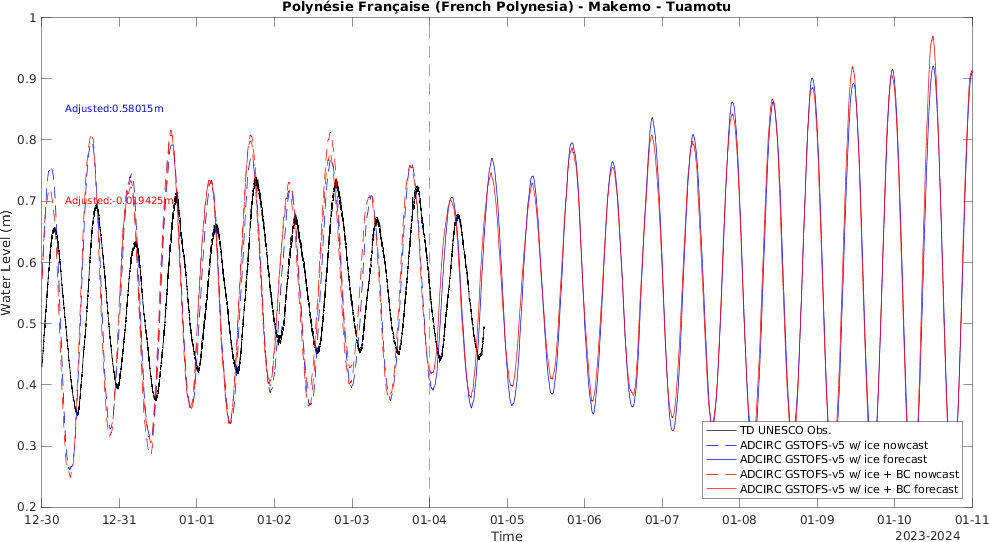 Polynésie Française (French Polynesia) - Makemo - Tuamotu
1
0.9
0.8
0.7
0.6
0.5
0.4
0.3
0.2
Water Level (m)
Adjusted:0.58015m
Adjusted:-0.019425m
TD UNESCO Obs.
ADCIRC GSTOFS-v5 w/ ice nowcast
ADCIRC GSTOFS-v5 w/ ice forecast
ADCIRC GSTOFS-v5 w/ ice + BC nowcast
ADCIRC GSTOFS-v5 w/ ice + BC forecast
12-30 12-31 01-01 01-02 01-03 01-04 01-05 01-06 01-07 01-08 01-09 01-10 01-11
Time
2023-2024